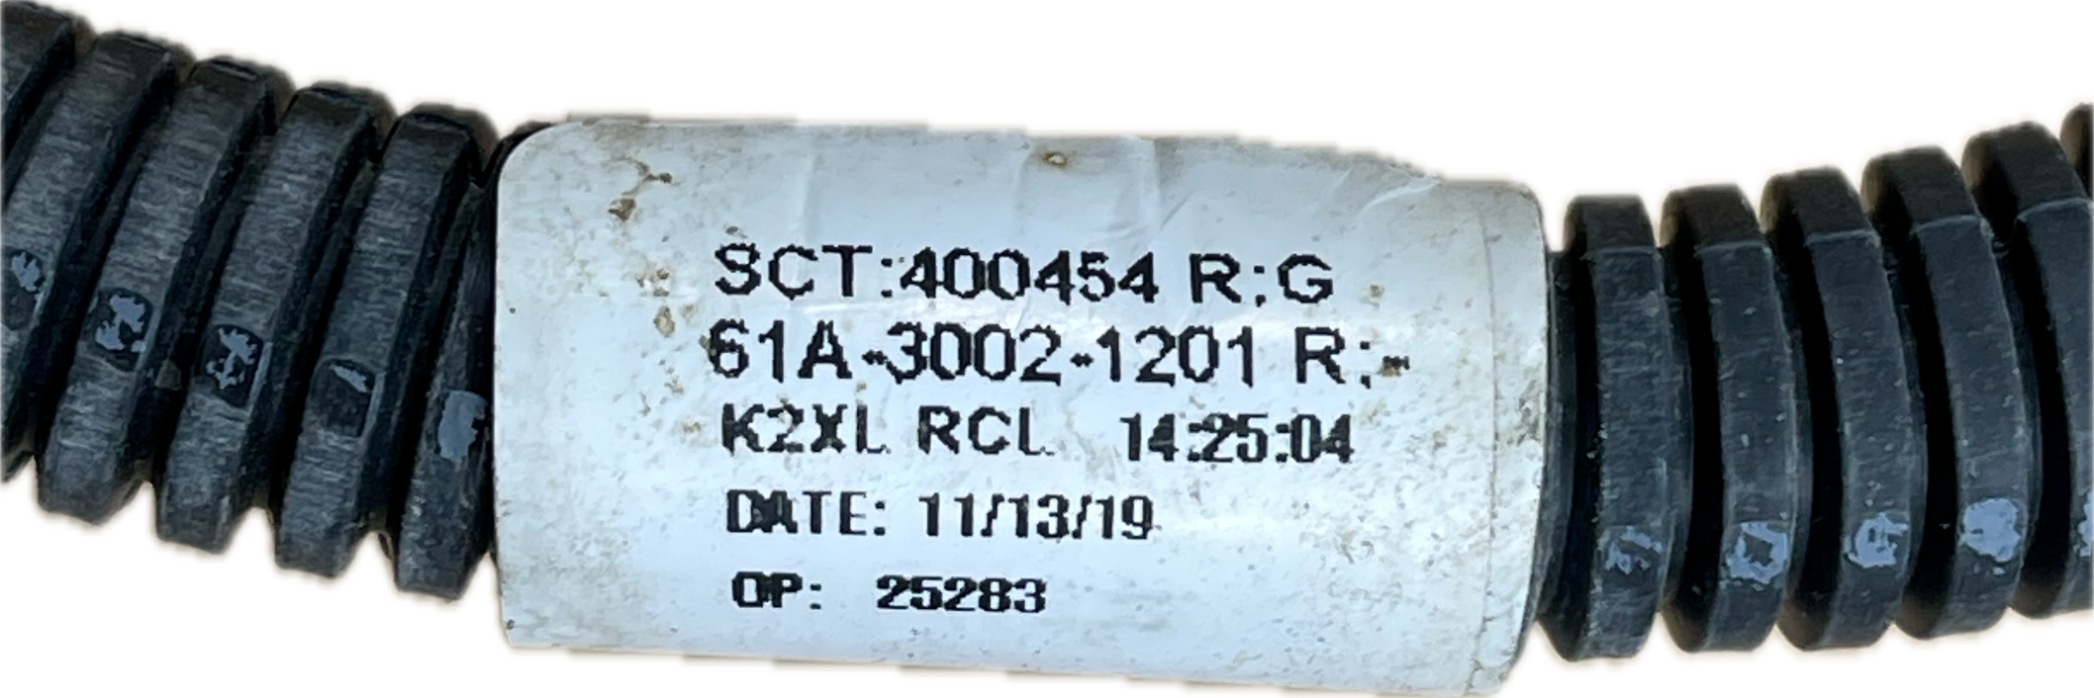 SCT:400454 R:G
61A-3002-1201 R:-
K2XL RCL 14:25:04
DATE: 11/13/19
OP: 25283